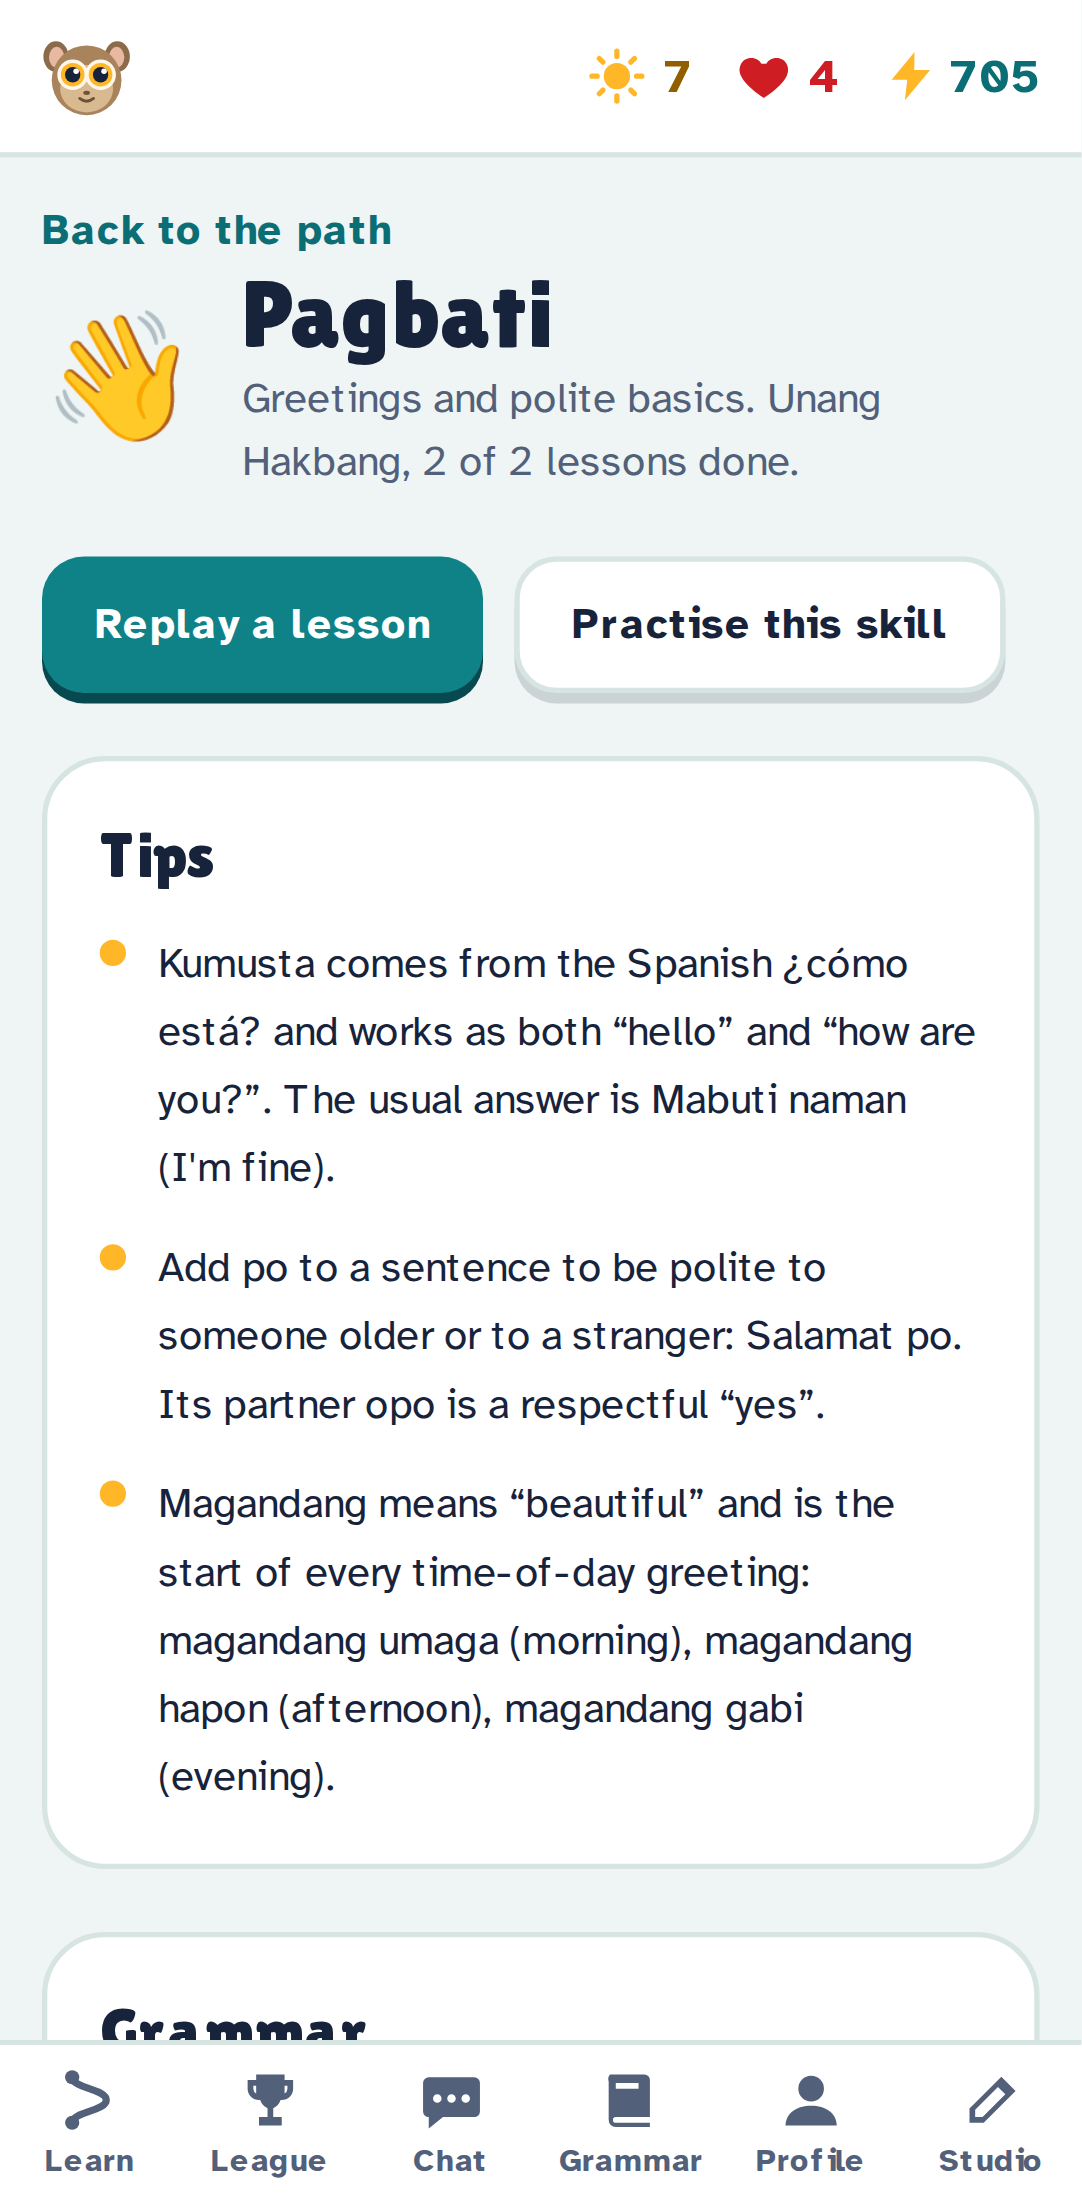 7 4 705
Back to the path
Pagbati
Greetings and polite basics. Unang
Hakbang, 2 of 2 lessons done.
Replay a lesson Practise this skill
Tips
Kumusta comes from the Spanish ¿cómo
está? and works as both “hello” and “how are
you?”. The usual answer is Mabuti naman
(I'm fine).
Add po to a sentence to be polite to
someone older or to a stranger: Salamat po.
Its partner opo is a respectful “yes”.
Magandang means “beautiful” and is the
start of every time-of-day greeting:
magandang umaga (morning), magandang
hapon (afternoon), magandang gabi
(evening).
Grammar
Learn League Chat Grammar Profile Studio